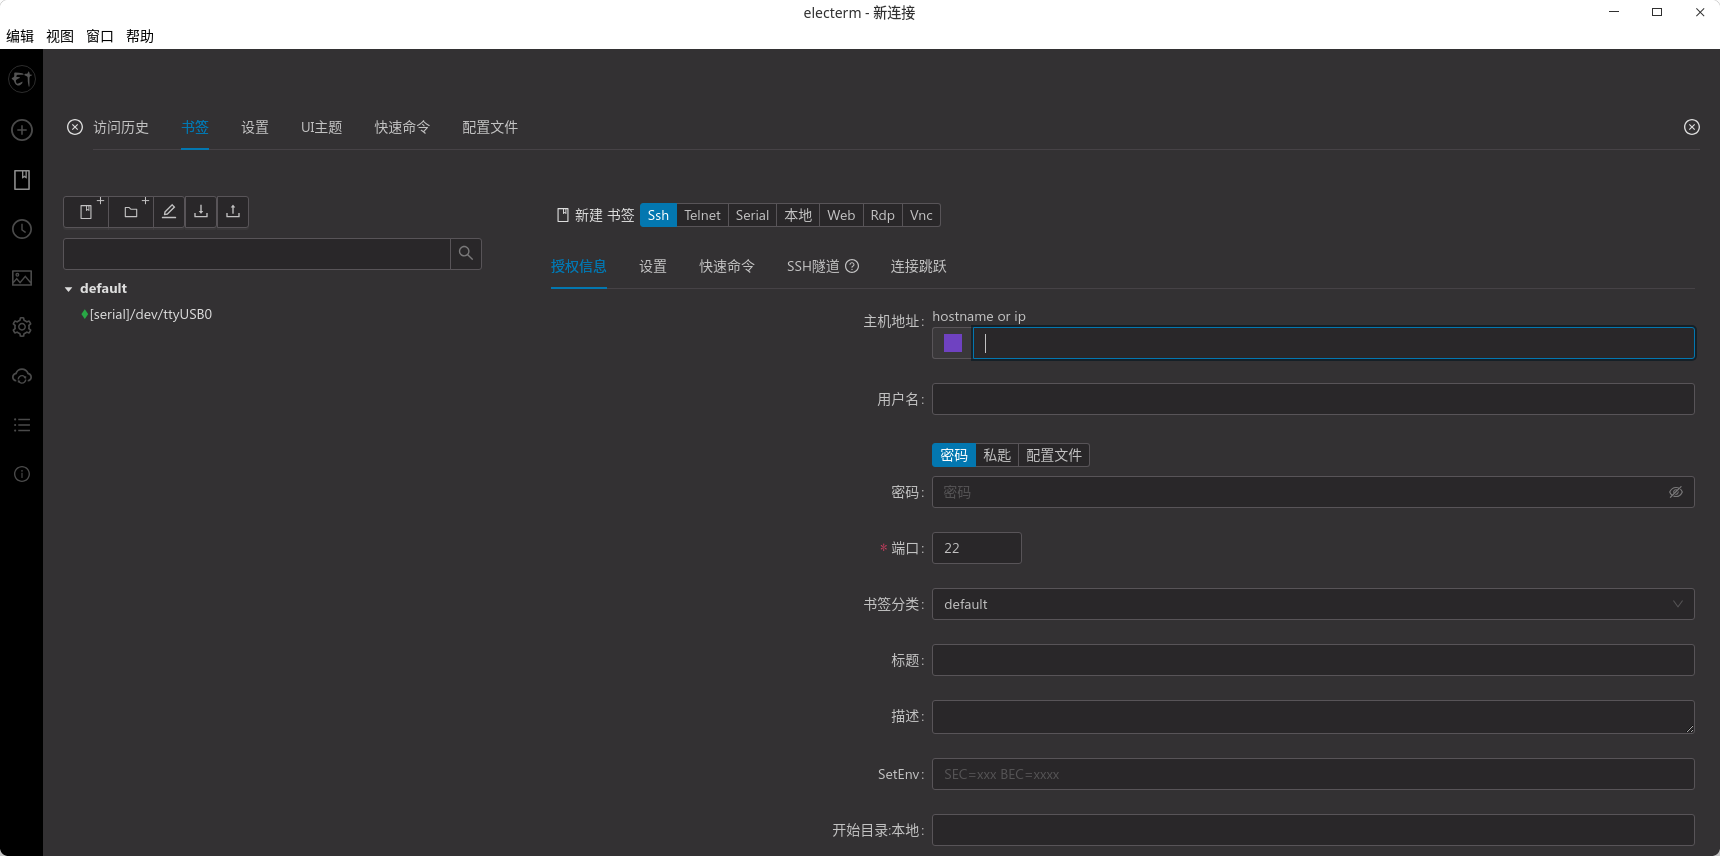 electerm - 新连接
编辑 视图 窗口 帮助
访问历史 书签 设置 UI主题 快速命令 配置文件
新建 书签 Ssh Telnet Serial 本地 Web Rdp Vnc
授权信息 设置 快速命令 SSH隧道 连接跳跃
default
[serial]/dev/ttyUSB0
主机地址: hostname or ip
用户名:
密码 私匙 配置文件
密码: 密码
* 端口: 22
书签分类: default
标题:
描述:
SetEnv: SEC=xxx BEC=xxxx
开始目录:本地: